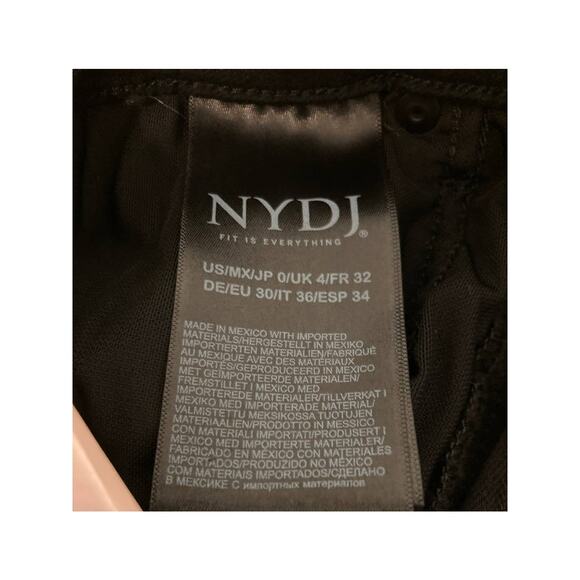 NYDJ®
FIT IS EVERYTHING
US/MX/JP 0/UK 4/FR 32
DE/EU 30/IT 36/ESP 34
MADE IN MEXICO WITH IMPORTED
MATERIALS/HERGESTELLT IN MEXIKO
IMPORTIERTEN MATERIALIEN/FABRIQUÉ
AU MEXIQUE AVEC DES MATÉRIAUX
IMPORTÉS/GEPRODUCEERD IN MEXICO
MET GEÏMPORTEERDE MATERIALEN/
FREMSTILLET I MEXICO MED
IMPORTEREDE MATERIALER/TILLVERKAT I
MEXICO MED IMPORTERADE MATERIAL/
VALMISTETTU MEKSIKOSSA TUOTUJEN
MATERIAALIEN/PRODOTTO IN MESSICO
CON MATERIALI IMPORTATI/PRODUSERT I
MEXICO MED IMPORTERTE MATERIALER/
FABRICADO EN MÉXICO CON MATERIALES
IMPORTADOS/PRODUZIDO NO MÉXICO
COM MATERIAIS IMPORTADOS/СДЕЛАНО
В МЕКСИКЕ С импортных материалов